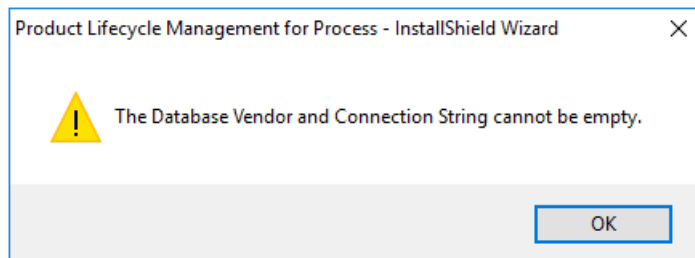 Product Lifecycle Management for Process - InstallShield Wizard
The Database Vendor and Connection String cannot be empty.
OK